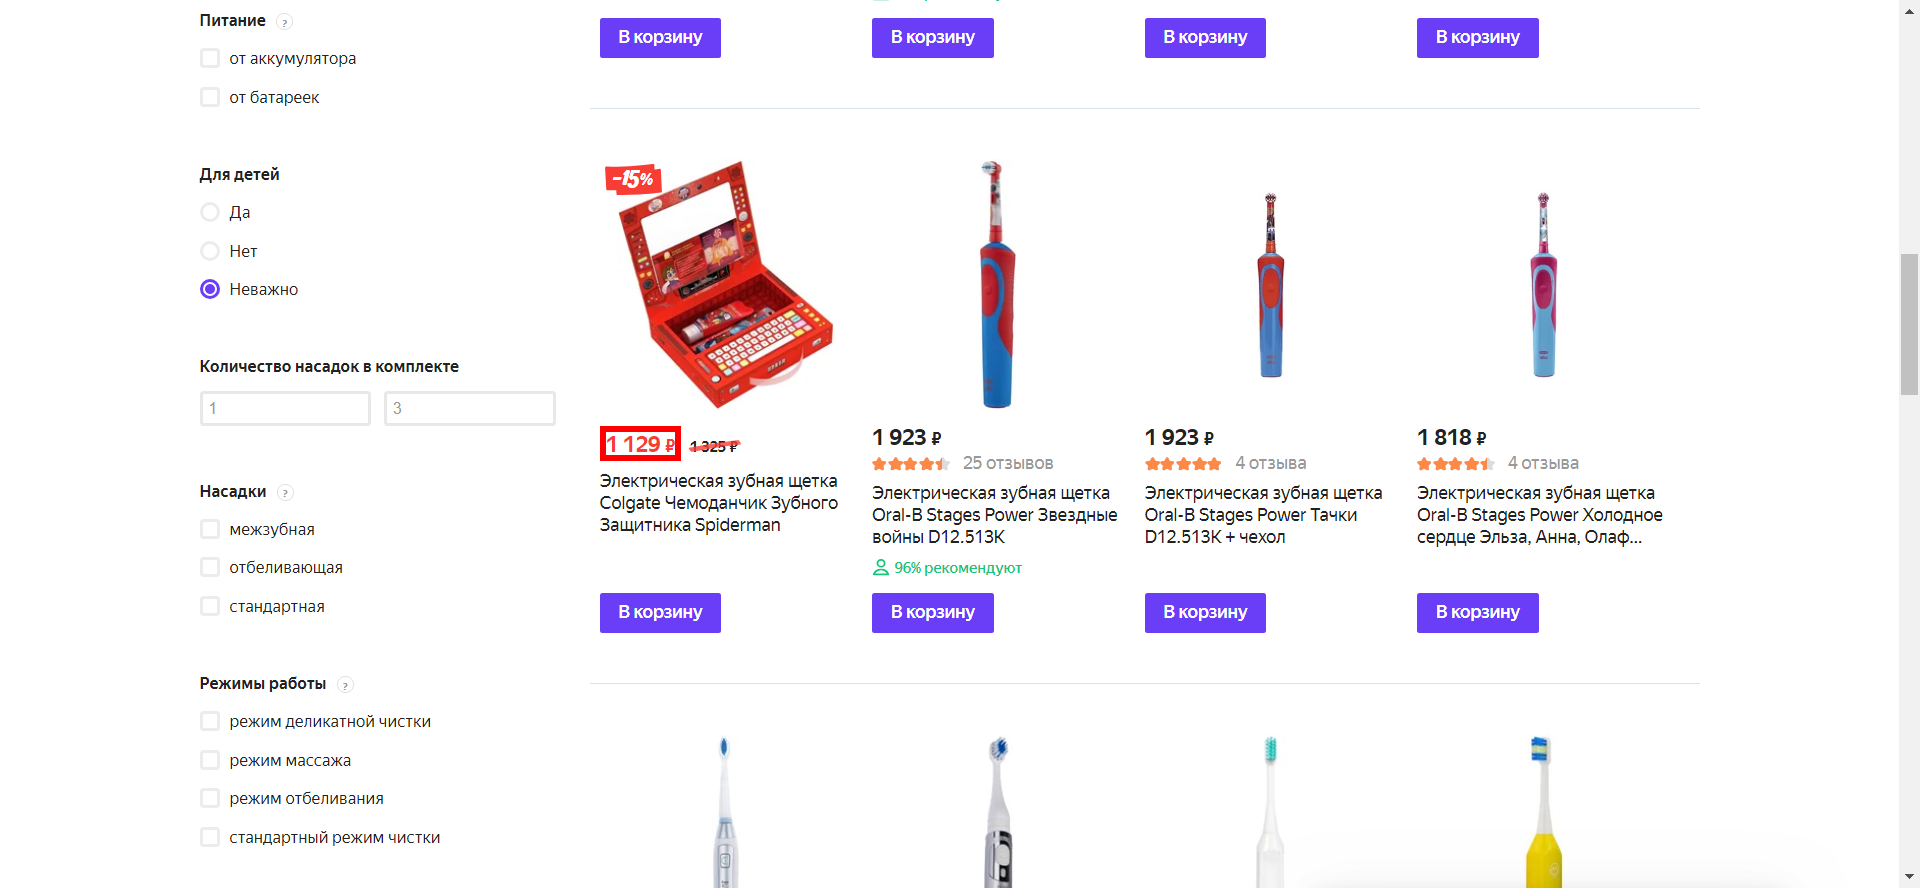 Питание ?
от аккумулятора
от батареек
Для детей
Да
Нет
Неважно
Количество насадок в комплекте
1 3
Насадки ?
межзубная
отбеливающая
стандартная
Режимы работы ?
режим деликатной чистки
режим массажа
режим отбеливания
стандартный режим чистки
В корзину В корзину В корзину В корзину
-15%
1 129 ₽ 1 325 ₽
Электрическая зубная щетка
Colgate Чемоданчик Зубного
Защитника Spiderman
В корзину
1 923 ₽
25 отзывов
Электрическая зубная щетка
Oral-B Stages Power Звездные
войны D12.513K
96% рекомендуют
В корзину
1 923 ₽
4 отзыва
Электрическая зубная щетка
Oral-B Stages Power Тачки
D12.513K + чехол
В корзину
1 818 ₽
4 отзыва
Электрическая зубная щетка
Oral-B Stages Power Холодное
сердце Эльза, Анна, Олаф...
В корзину